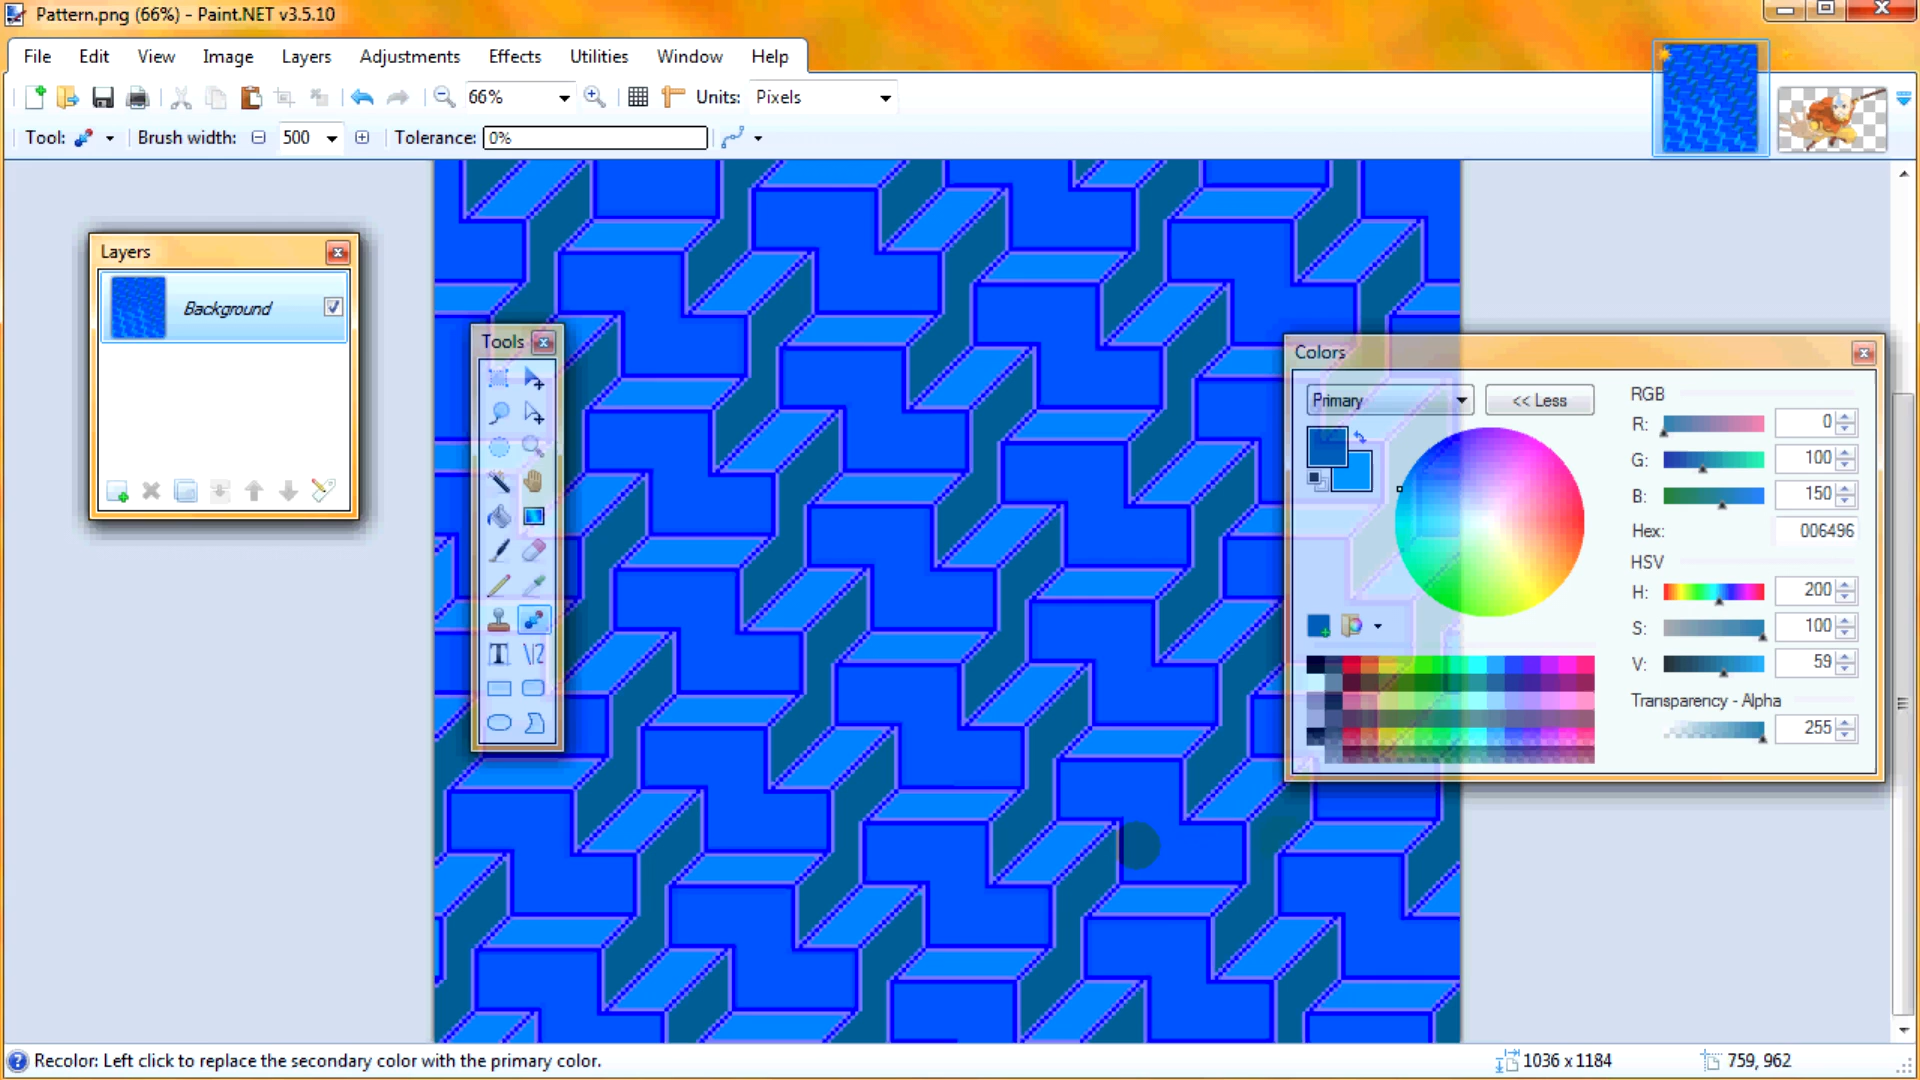 Pattern.png (66%) - Paint.NET v3.5.10
File Edit View Image Layers Adjustments Effects Utilities Window Help
66% Units: Pixels
Tool: Brush width: 500 Tolerance: 0%
Layers
Background
Tools
Colors
Primary << Less
RGB
R: 0
G: 100
B: 150
Hex: 006496
HSV
H: 200
S: 100
V: 59
Transparency - Alpha
255
Recolor: Left click to replace the secondary color with the primary color.
1036 x 1184
759, 962